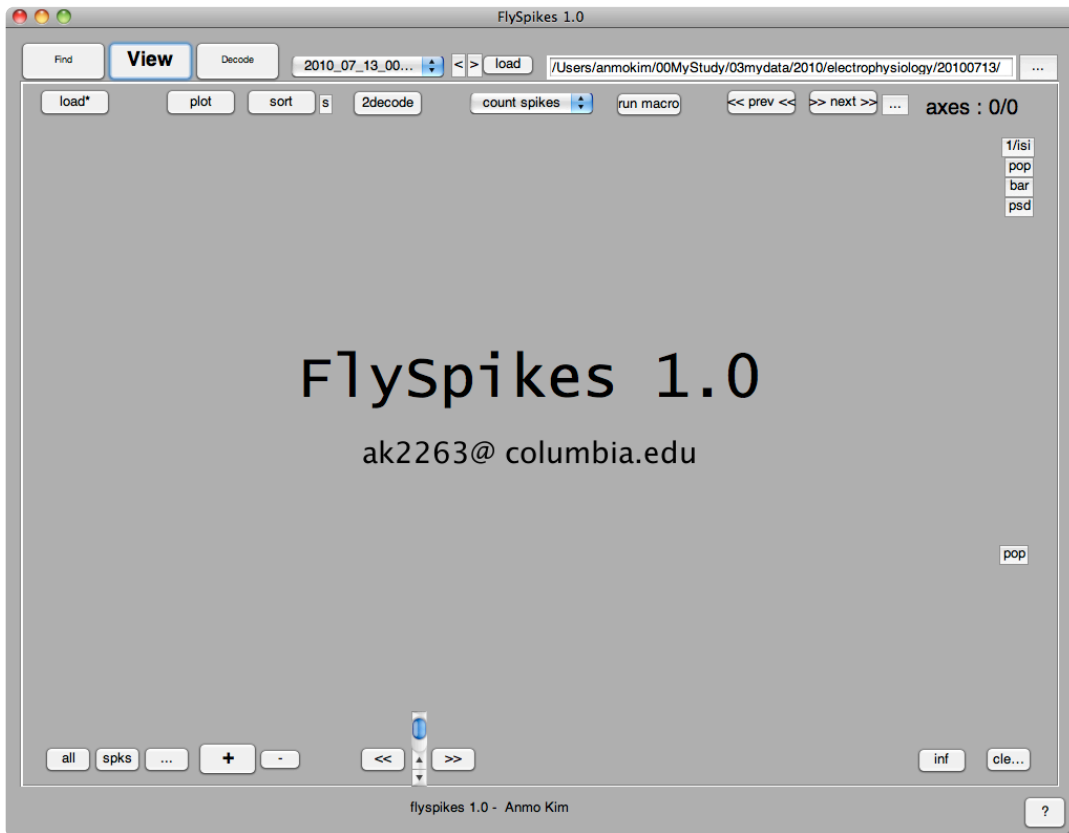 FlySpikes 1.0
Find View Decode 2010_07_13_00... < > load /Users/anmokim/00MyStudy/03mydata/2010/electrophysiology/20100713/ ...
load* plot sort s 2decode count spikes run macro << prev << >> next >> ... axes : 0/0
1/isi
pop
bar
psd
FlySpikes 1.0
ak2263@ columbia.edu
pop
all spks ... + - << >> inf cle...
flyspikes 1.0 - Anmo Kim
?